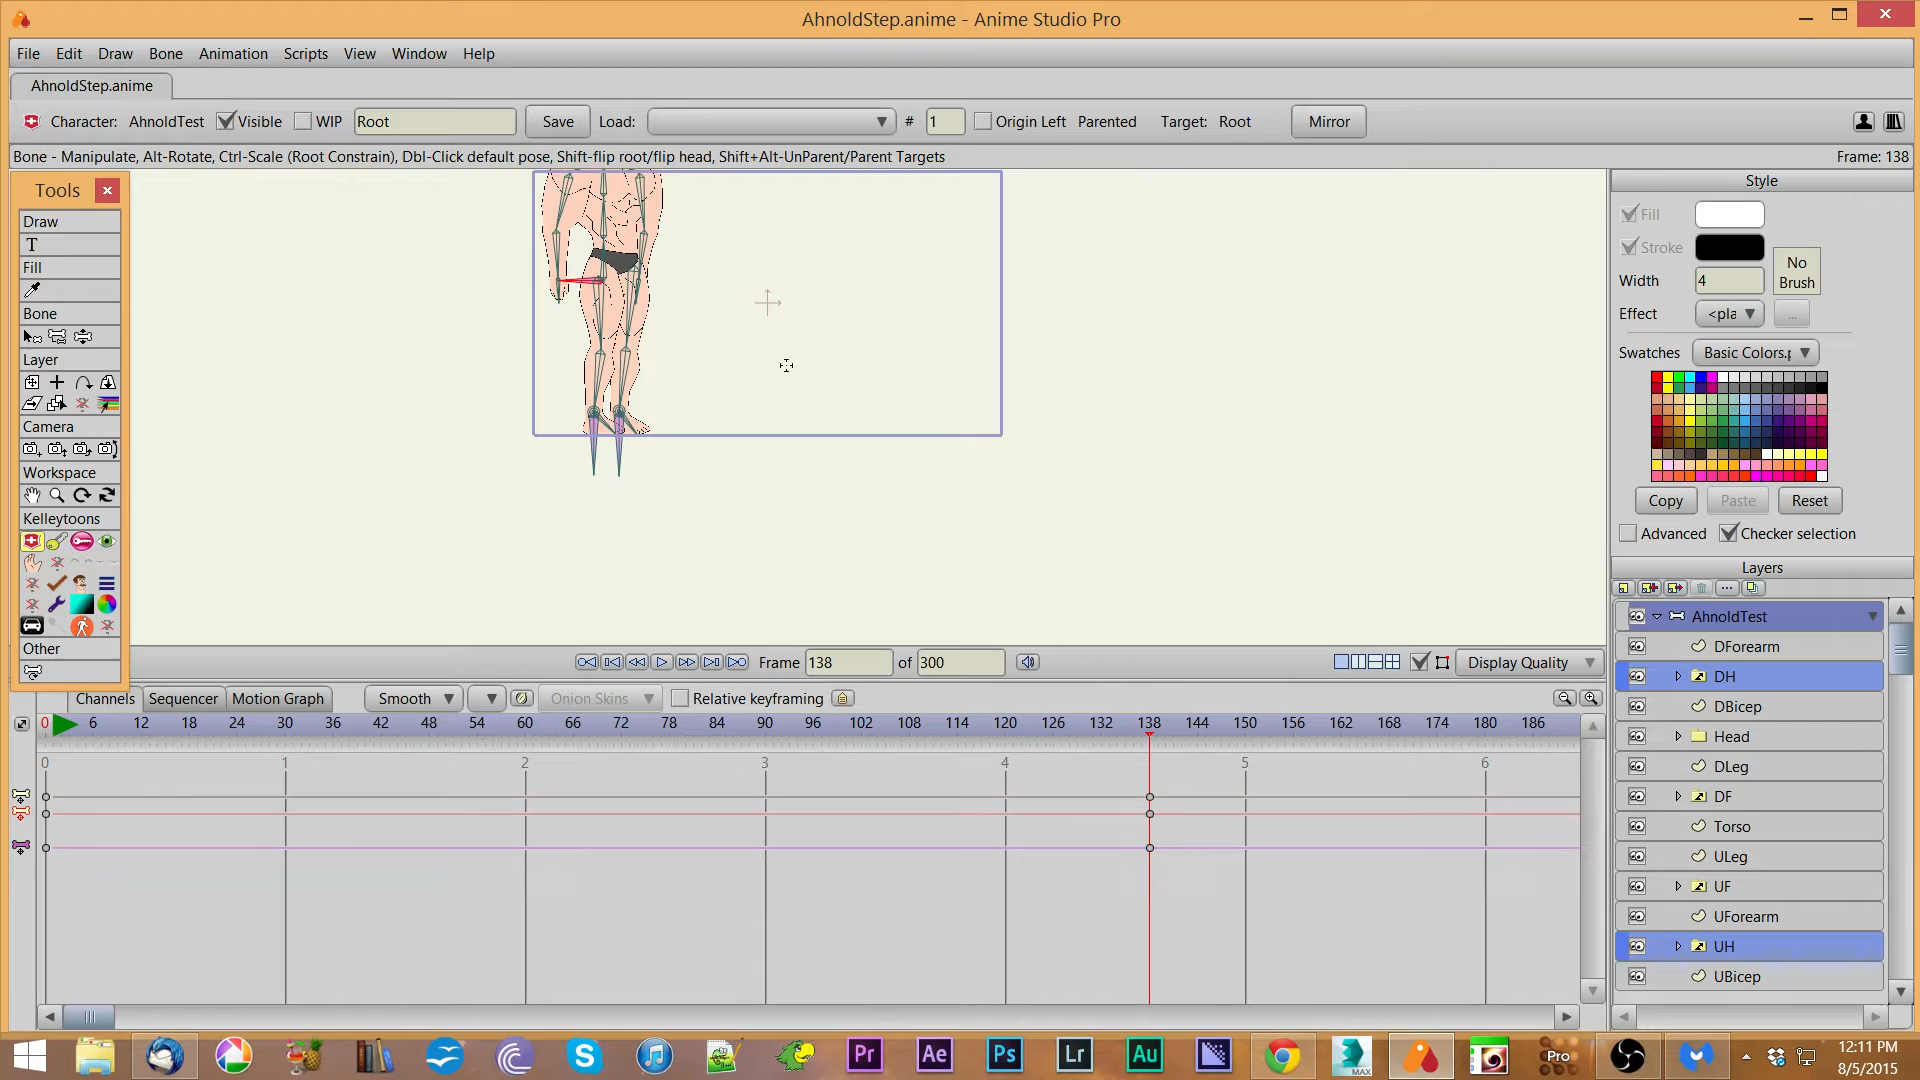 AhnoldStep.anime - Anime Studio Pro
File Edit Draw Bone Animation Scripts View Window Help
AhnoldStep.anime
Character: AhnoldTest Visible WIP Root Save Load: # 1 Origin Left Parented Target: Root Mirror
Bone - Manipulate, Alt-Rotate, Ctrl-Scale (Root Constrain), Dbl-Click default pose, Shift-flip root/flip head, Shift+Alt-UnParent/Parent Targets Frame: 138
Tools
Draw
T
Fill
Bone
Layer
Camera
Workspace
Kelleytoons
Other
Style
Fill
Stroke
No
Brush
Width 4
Effect <pla ...
Swatches Basic Colors.p
Copy Paste Reset
Advanced Checker selection
Layers
AhnoldTest
DForearm
DH
DBicep
Head
DLeg
DF
Torso
ULeg
UF
UForearm
UH
UBicep
Frame 138 of 300 Display Quality
Channels Sequencer Motion Graph Smooth Onion Skins Relative keyframing
0 6 12 18 24 30 36 42 48 54 60 66 72 78 84 90 96 102 108 114 120 126 132 138 144 150 156 162 168 174 180 186
0 1 2 3 4 5 6
Pr Ae Ps Lr Au MAX Pro
12:11 PM
8/5/2015